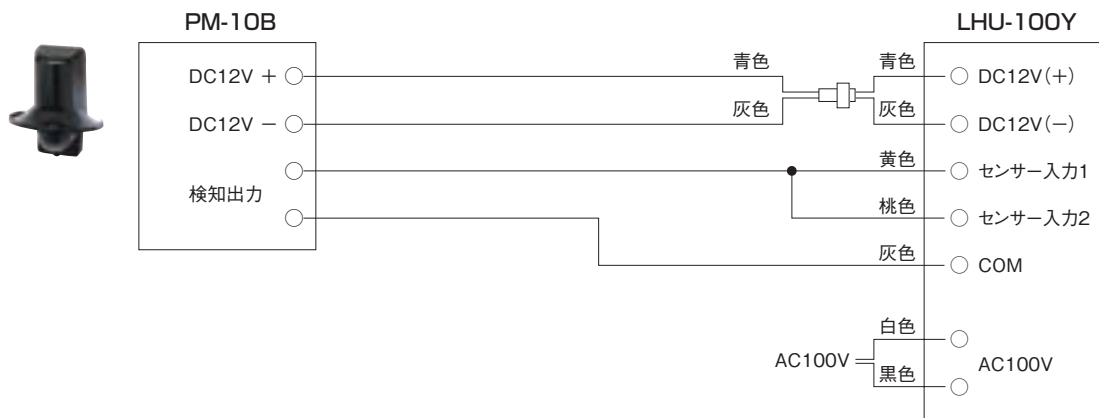 PM-10B
LHU-100Y
DC12V +
青色
青色
DC12V(+)
DC12V −
灰色
灰色
DC12V(−)
検知出力
黄色
センサー入力1
桃色
センサー入力2
灰色
COM
白色
AC100V
黒色
AC100V